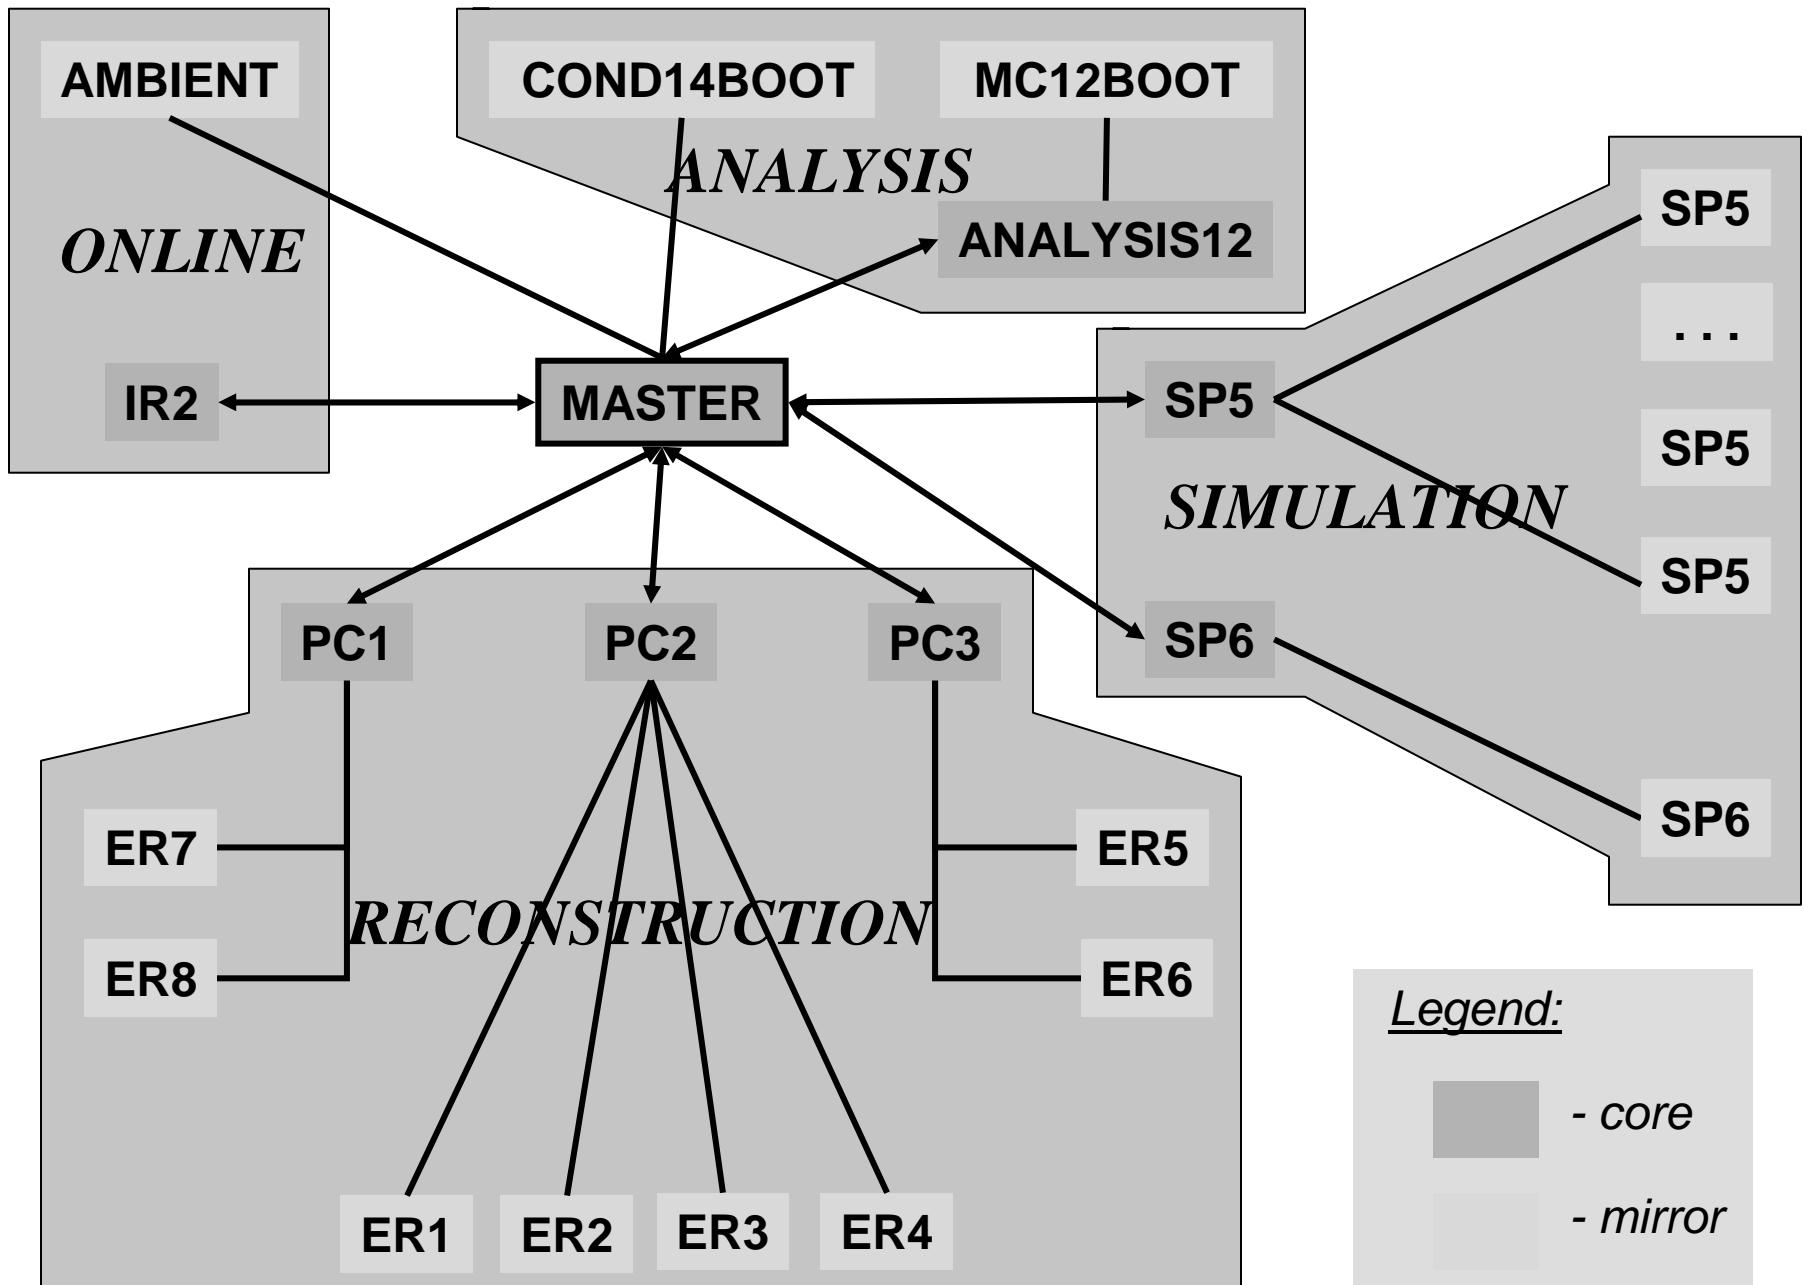 AMBIENT
COND14BOOT
MC12BOOT
ANALYSIS
ANALYSIS12
ONLINE
SP5
. . .
IR2
MASTER
SP5
SP5
SIMULATION
SP5
PC1
PC2
PC3
SP6
SP6
ER7
ER5
RECONSTRUCTION
ER8
ER6
ER1
ER2
ER3
ER4
Legend:
- core
- mirror